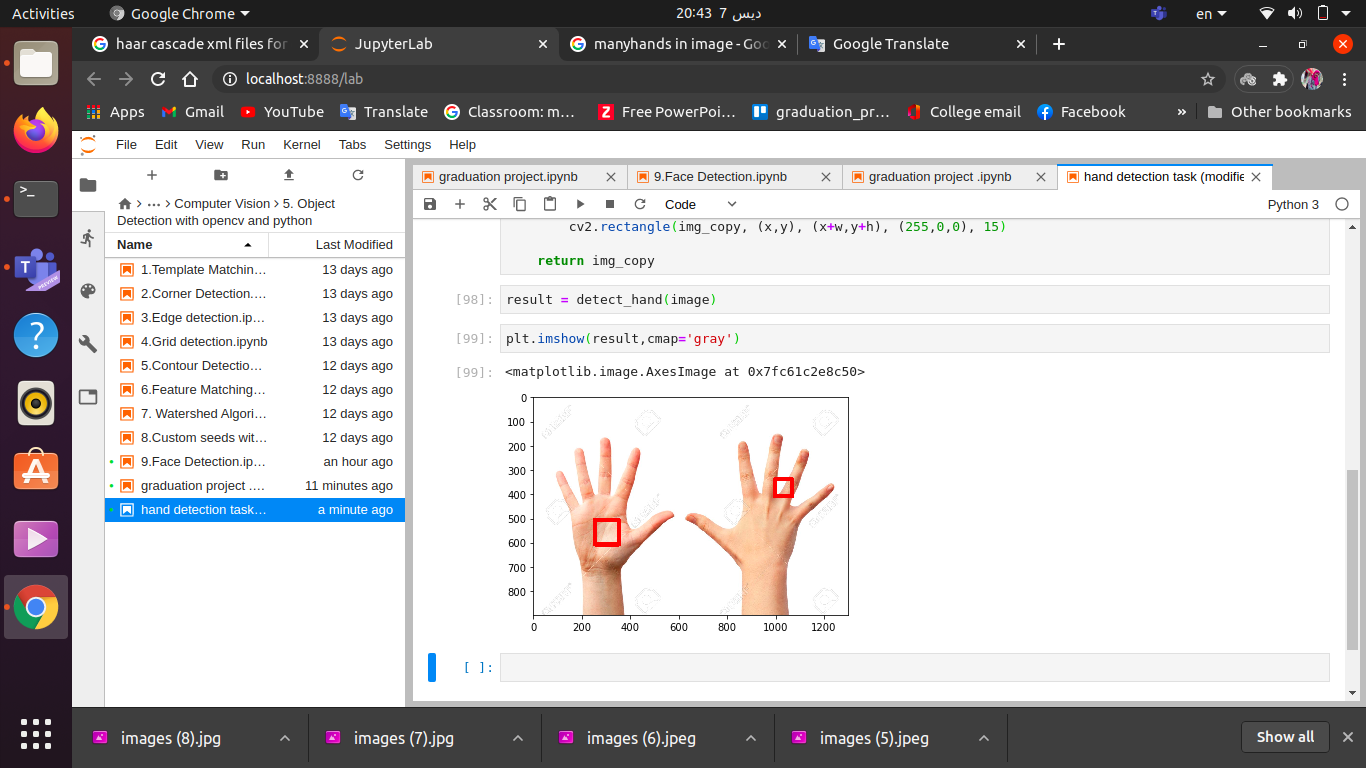 Activities
Google Chrome
20:43 7 ديس
en
haar cascade xml files for
JupyterLab
manyhands in image - Goo
Google Translate
localhost:8888/lab
Apps
Gmail
YouTube
Translate
Classroom: m...
Free PowerPoi...
graduation_pr...
College email
Facebook
»
Other bookmarks
File Edit View Run Kernel Tabs Settings Help
··· > Computer Vision > 5. Object
Detection with opencv and python
Name
Last Modified
1.Template Matchin... 13 days ago
2.Corner Detection.... 13 days ago
3.Edge detection.ip... 13 days ago
4.Grid detection.ipynb 13 days ago
5.Contour Detectio... 12 days ago
6.Feature Matching... 12 days ago
7. Watershed Algori... 12 days ago
8.Custom seeds wit... 12 days ago
9.Face Detection.ip... an hour ago
graduation project .... 11 minutes ago
hand detection task... a minute ago
graduation project.ipynb
9.Face Detection.ipynb
graduation project .ipynb
hand detection task (modifie
Code
Python 3
cv2.rectangle(img_copy, (x,y), (x+w,y+h), (255,0,0), 15)
return img_copy
[98]: result = detect_hand(image)
[99]: plt.imshow(result,cmap='gray')
[99]: <matplotlib.image.AxesImage at 0x7fc61c2e8c50>
0
100
200
300
400
500
600
700
800
0 200 400 600 800 1000 1200
[ ]:
images (8).jpg
images (7).jpg
images (6).jpeg
images (5).jpeg
Show all